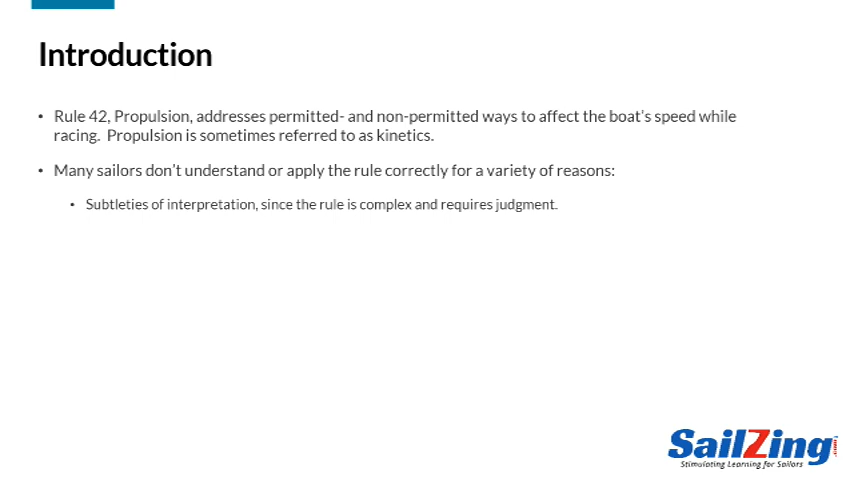 Introduction
• Rule 42, Propulsion, addresses permitted- and non-permitted ways to affect the boat's speed while
racing. Propulsion is sometimes referred to as kinetics.
• Many sailors don't understand or apply the rule correctly for a variety of reasons:
• Subtleties of interpretation, since the rule is complex and requires judgment.
SailZing
Stimulating Learning for Sailors